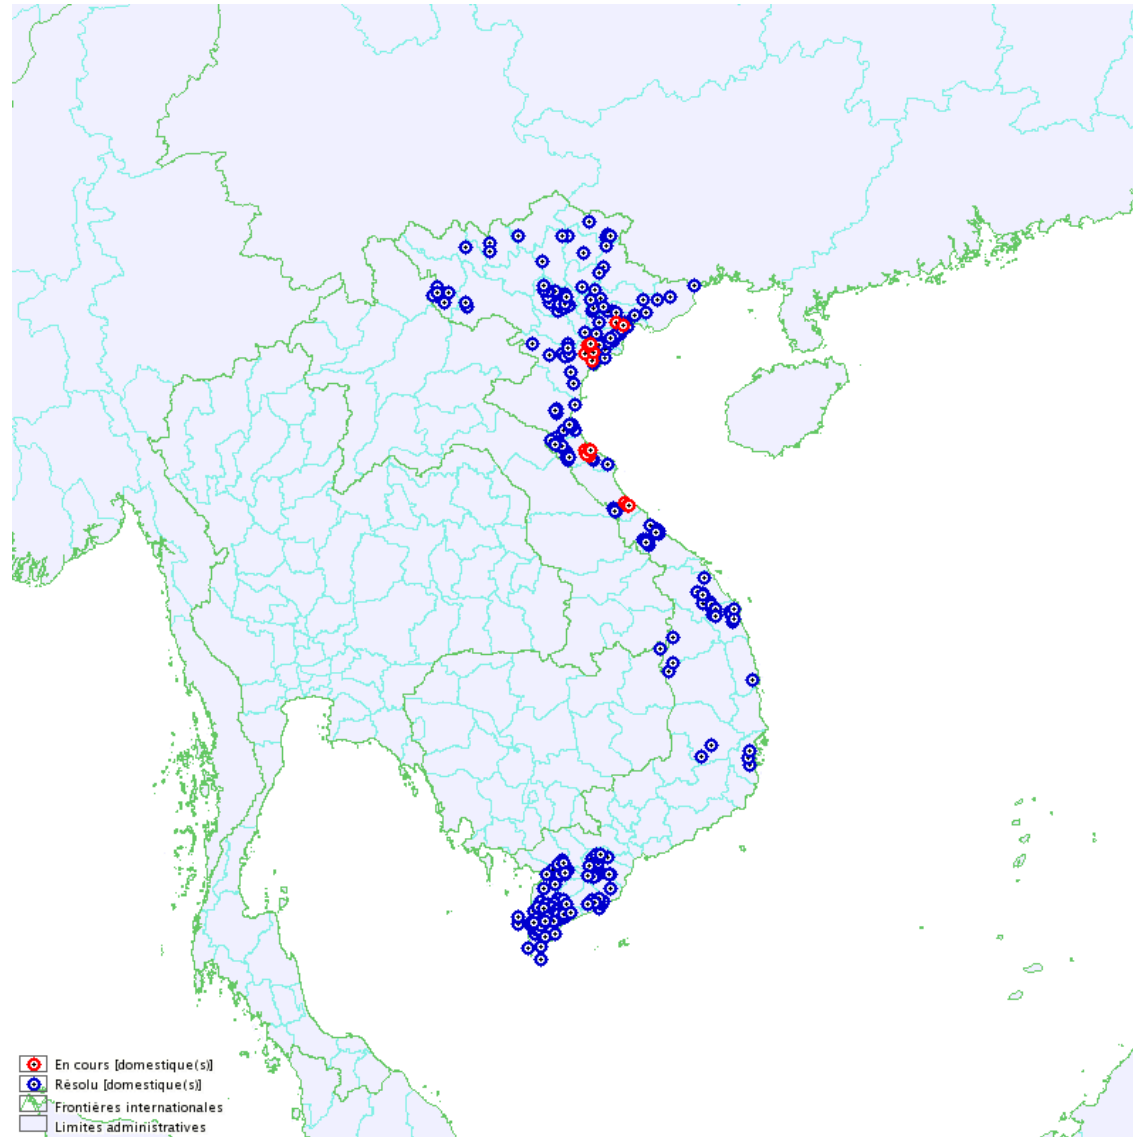 En cours [domestique(s)]
Résolu [domestique(s)]
Frontières internationales
Limites administratives